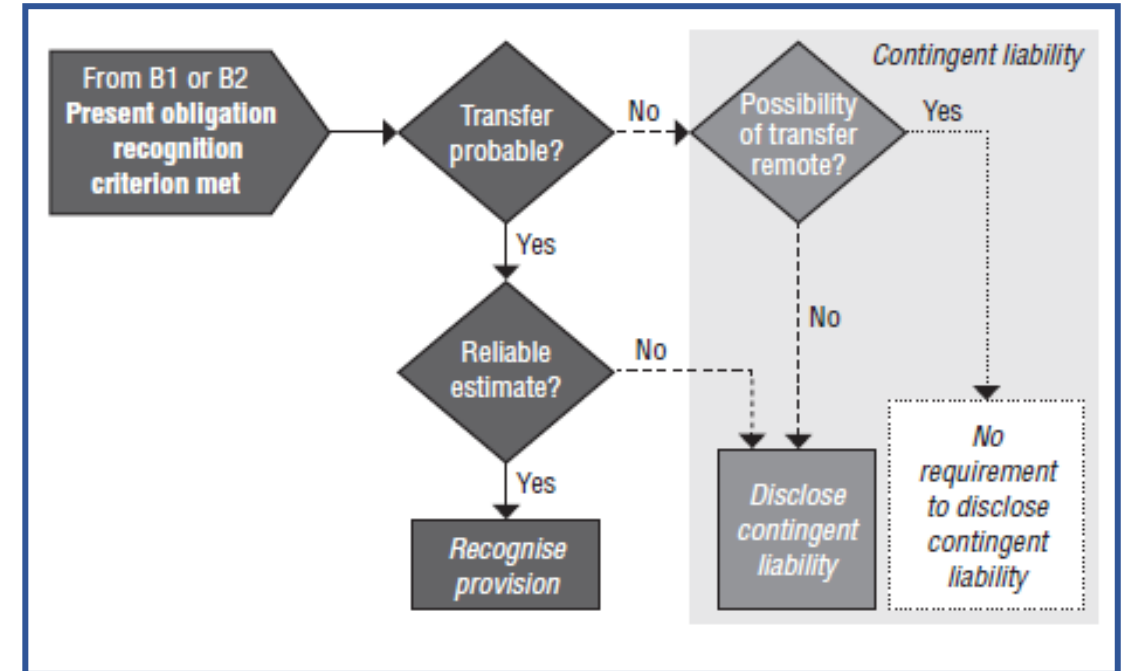 Contingent liability
From B1 or B2
Present obligation
recognition
criterion met
Transfer
probable?
No
Possibility
of transfer
remote?
Yes
Yes
No
Reliable
estimate?
No
Yes
Recognise
provision
Disclose
contingent
liability
No
requirement
to disclose
contingent
liability